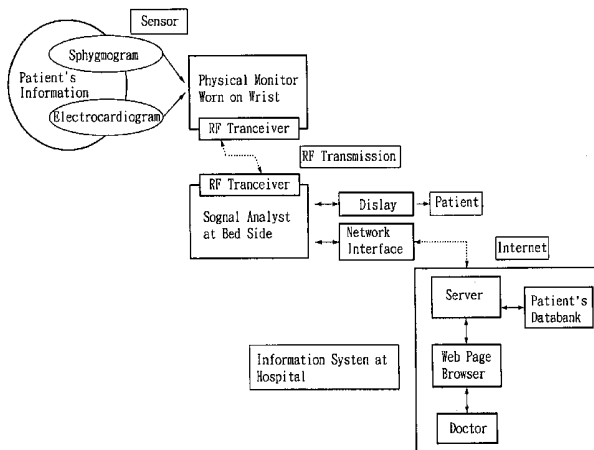 Sensor
Sphygmogram
Patient's
Information
Electrocardiogram
Physical Monitor
Worn on Wrist
RF Tranceiver
RF Transmission
RF Tranceiver
Sognal Analyst
at Bed Side
Dislay
Patient
Network
Interface
Internet
Server
Patient's
Databank
Web Page
Browser
Information Systen at
Hospital
Doctor